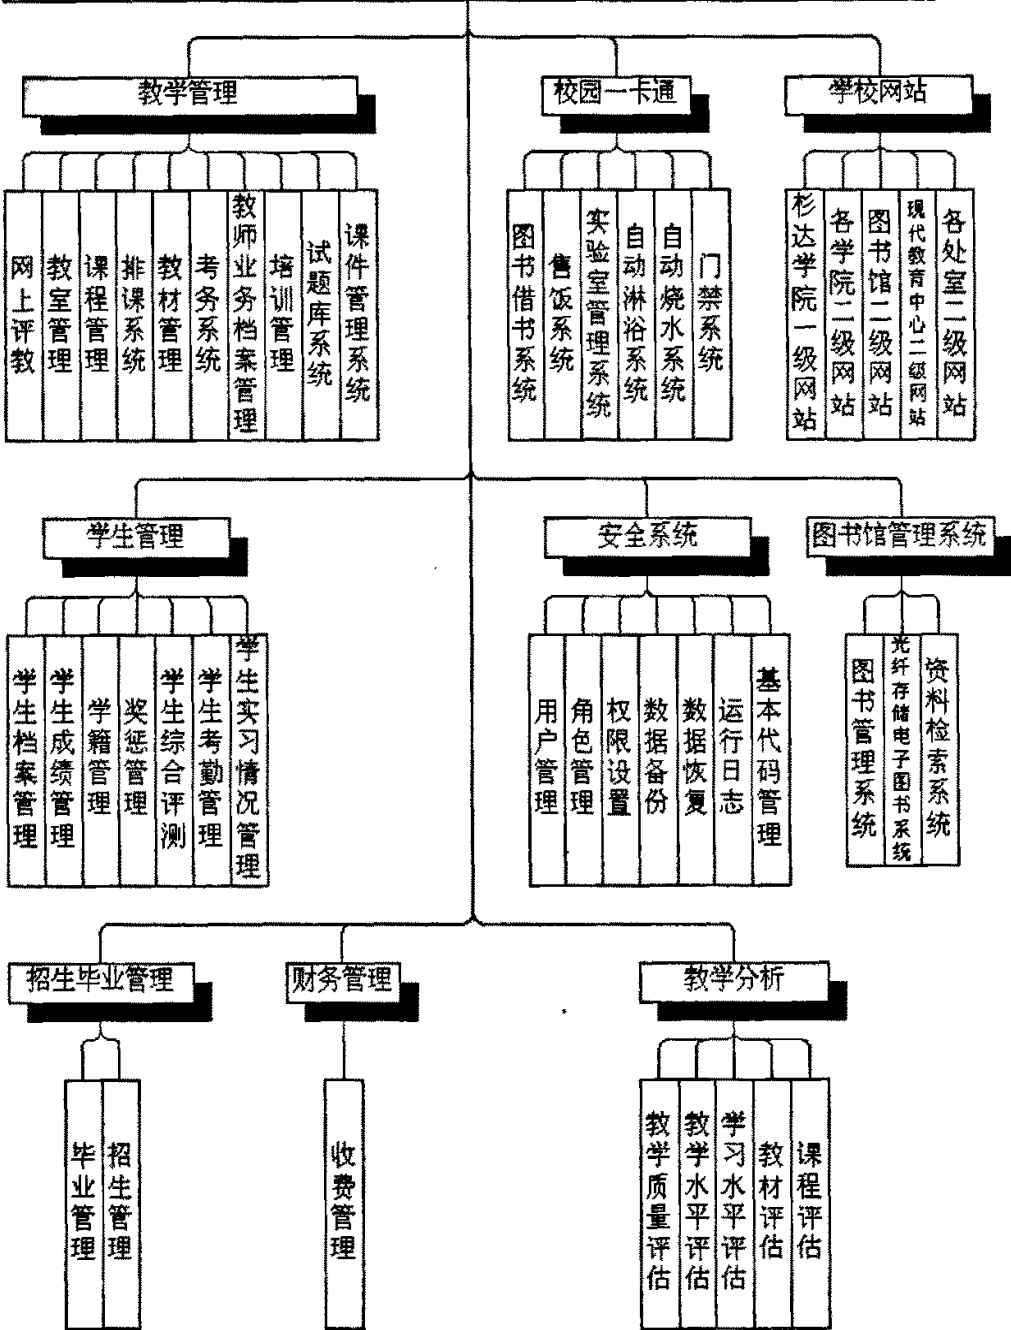 教学管理
校园一卡通
学校网站
网上评教
教室管理
课程管理
排课系统
教材管理
考务系统
教师业务档案管理
培训管理
试题库系统
课件管理系统
图书借书系统
售饭系统
实验室管理系统
自动淋浴系统
自动烧水系统
门禁系统
杉达学院一级网站
各学院二级网站
图书馆二级网站
现代教育中心二级网站
各处室二级网站
学生管理
安全系统
图书馆管理系统
学生档案管理
学生成绩管理
学籍管理
奖惩管理
学生综合评测
学生考勤管理
学生实习情况管理
用户管理
角色管理
权限设置
数据备份
数据恢复
运行日志
基本代码管理
图书管理系统
光纤存储电子图书系统
资料检索系统
招生毕业管理
财务管理
教学分析
毕业管理
招生管理
收费管理
教学质量评估
教学水平评估
学习水平评估
教材评估
课程评估